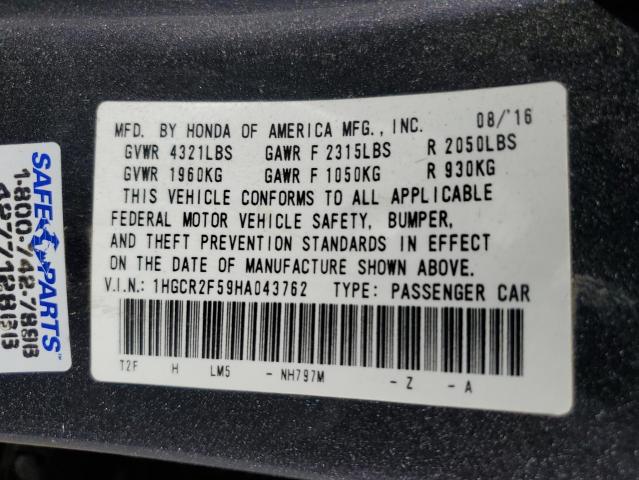 MFD. BY HONDA OF AMERICA MFG., INC. 08/'16
GVWR 4321LBS GAWR F 2315LBS R 2050LBS
GVWR 1960KG GAWR F 1050KG R 930KG
THIS VEHICLE CONFORMS TO ALL APPLICABLE
FEDERAL MOTOR VEHICLE SAFETY, BUMPER,
AND THEFT PREVENTION STANDARDS IN EFFECT
ON THE DATE OF MANUFACTURE SHOWN ABOVE.
V.I.N.: 1HGCR2F59HA043762 TYPE: PASSENGER CAR
T2F H LM5 - NH797M - Z - A
SAFE PARTS™
1-800-742-7898